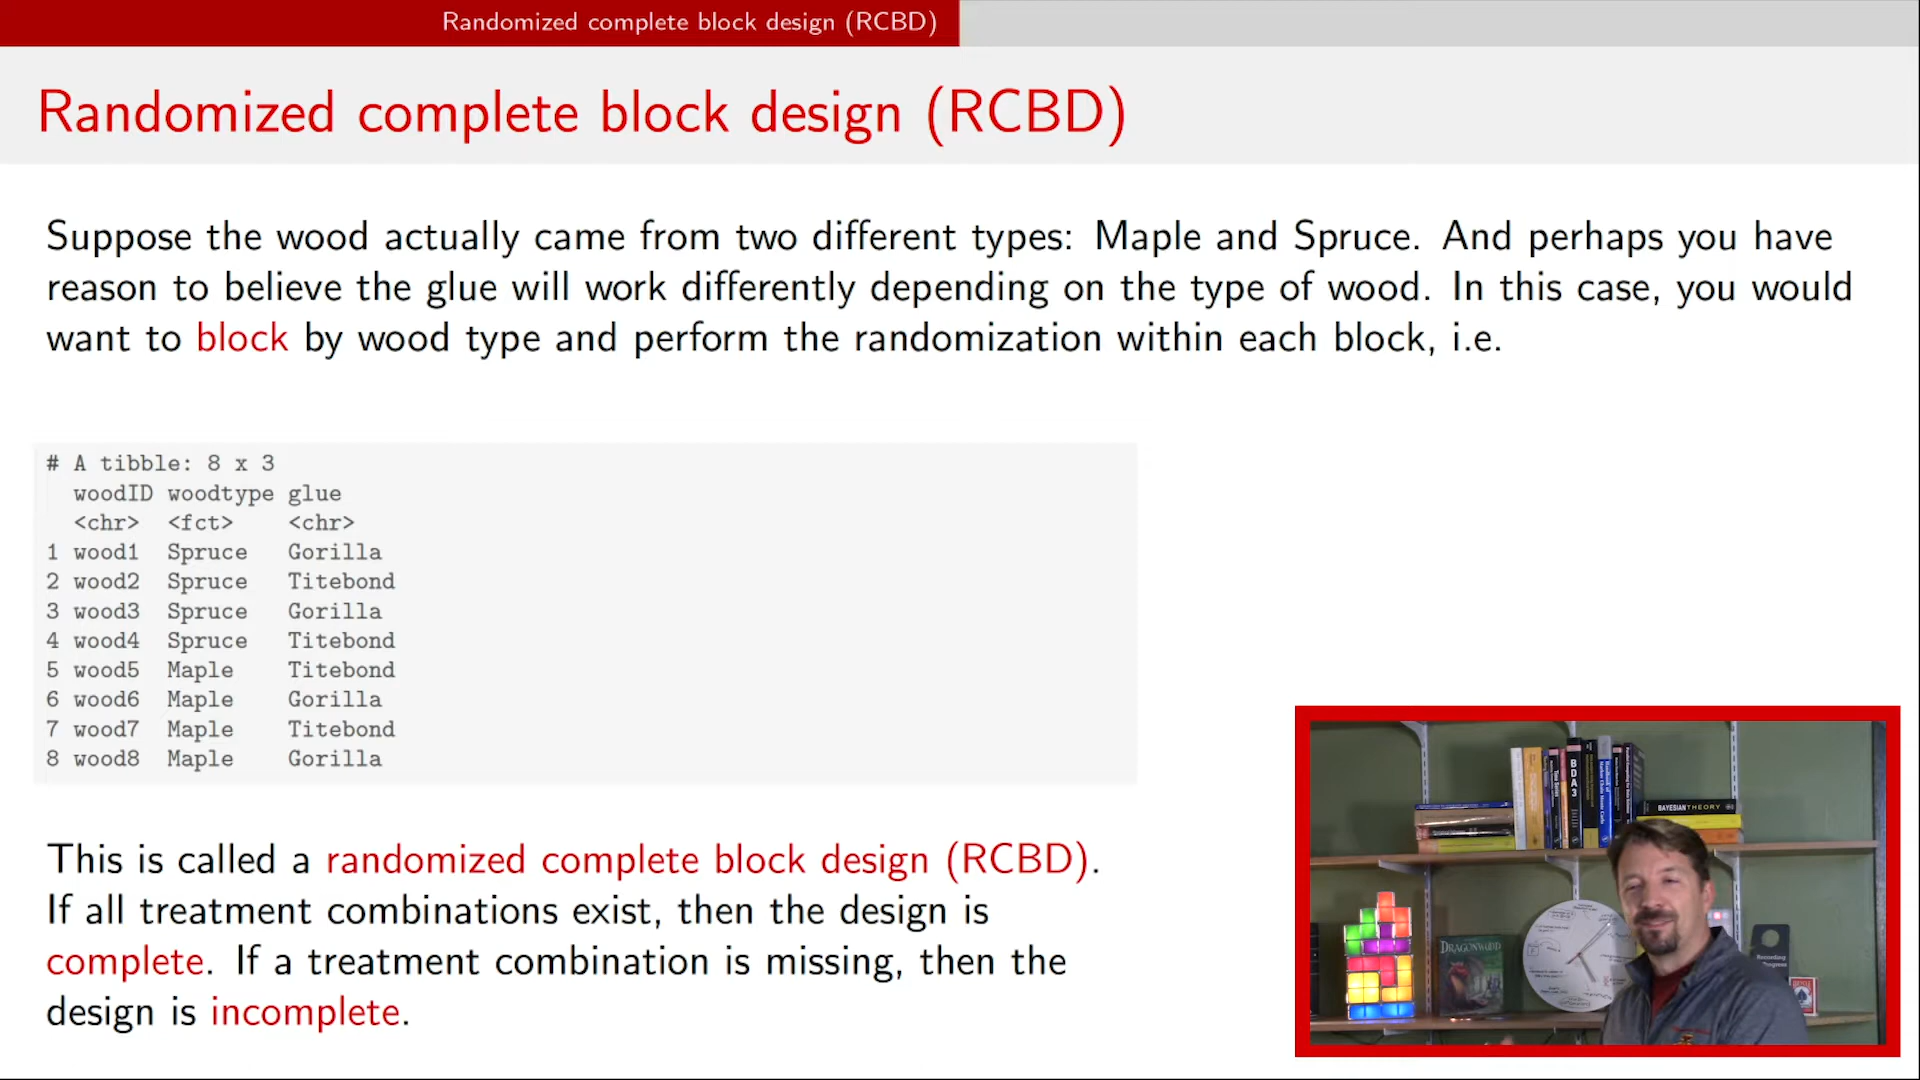 Randomized complete block design (RCBD)
Randomized complete block design (RCBD)
Suppose the wood actually came from two different types: Maple and Spruce. And perhaps you have
reason to believe the glue will work differently depending on the type of wood. In this case, you would
want to block by wood type and perform the randomization within each block, i.e.
# A tibble: 8 x 3
woodID woodtype glue
<chr> <fct> <chr>
1 wood1 Spruce Gorilla
2 wood2 Spruce Titebond
3 wood3 Spruce Gorilla
4 wood4 Spruce Titebond
5 wood5 Maple Titebond
6 wood6 Maple Gorilla
7 wood7 Maple Titebond
8 wood8 Maple Gorilla
This is called a randomized complete block design (RCBD).
If all treatment combinations exist, then the design is
complete. If a treatment combination is missing, then the
design is incomplete.
BDA3
BAYESIAN THEORY
DRAGONWOOD
Recording